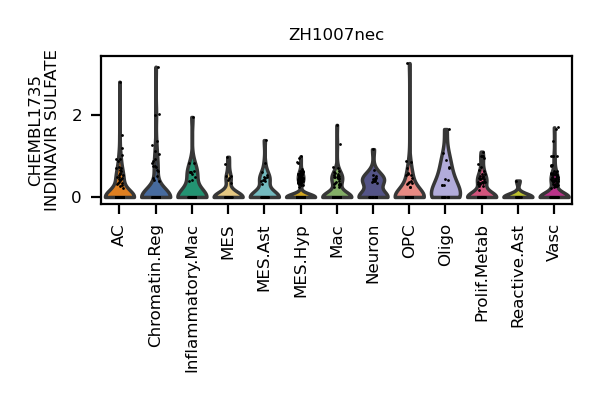 ZH1007nec
CHEMBL1735
INDINAVIR SULFATE
2
0
AC
Chromatin.Reg
Inflammatory.Mac
MES
MES.Ast
MES.Hyp
Mac
Neuron
OPC
Oligo
Prolif.Metab
Reactive.Ast
Vasc